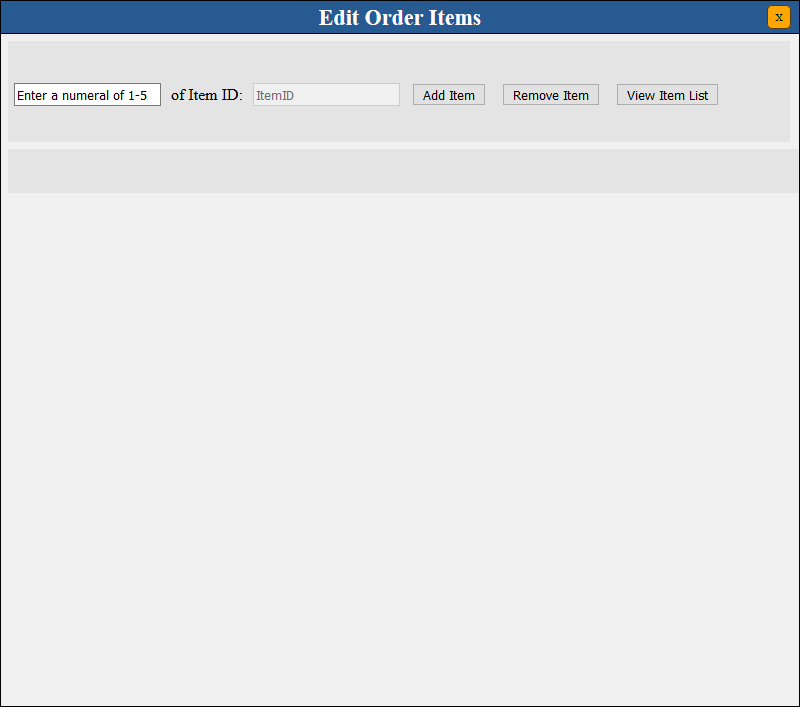 Edit Order Items
x
Enter a numeral of 1-5 of Item ID: ItemID Add Item Remove Item View Item List